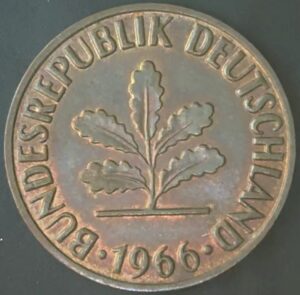 BUNDESREPUBLIK DEUTSCHLAND
· 1966 ·